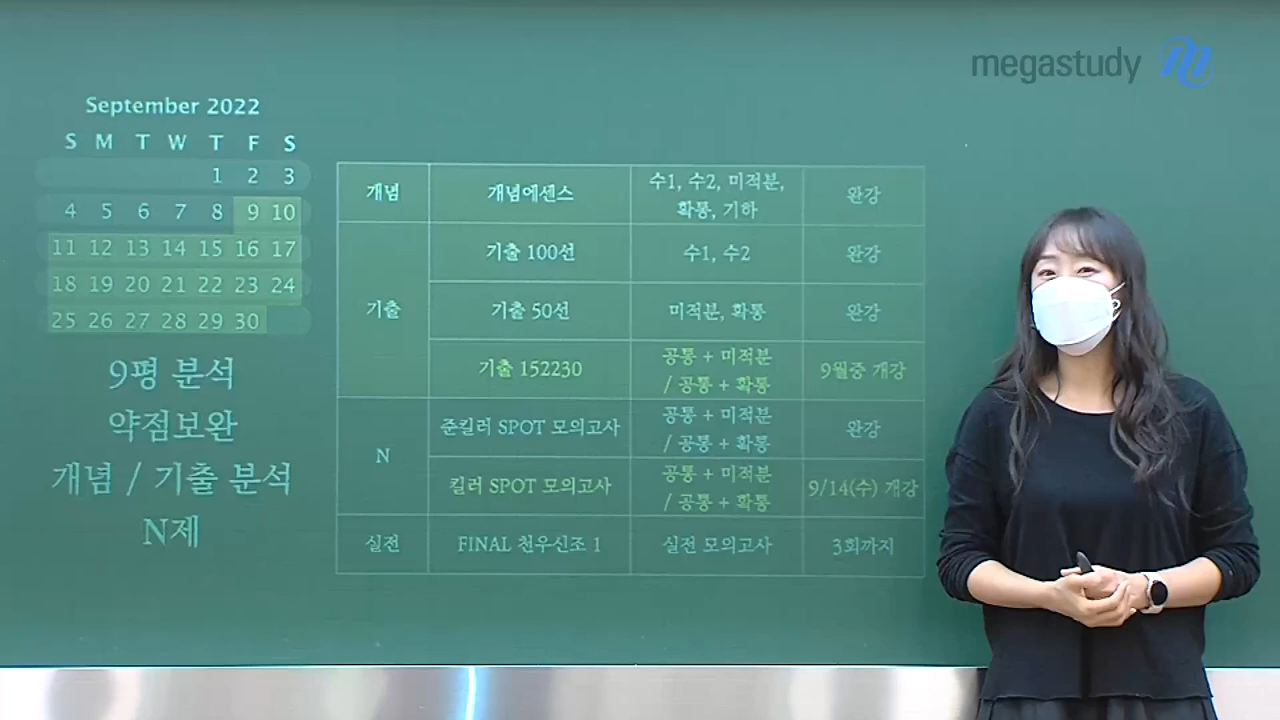 megastudy
September 2022
S M T W T F S
1 2 3
4 5 6 7 8 9 10
11 12 13 14 15 16 17
18 19 20 21 22 23 24
25 26 27 28 29 30
9평 분석
약점보완
개념 / 기출 분석
N제
개념 개념에센스 수1, 수2, 미적분, 완강
확통, 기하
기출 기출 100선 수1, 수2 완강
기출 50선 미적분, 확통 완강
기출 152230 공통 + 미적분 9월중 개강
/ 공통 + 확통
N 준킬러 SPOT 모의고사 공통 + 미적분 완강
/ 공통 + 확통
킬러 SPOT 모의고사 공통 + 미적분 9/14(수) 개강
/ 공통 + 확통
실전 FINAL 천우신조 1 실전 모의고사 3회까지